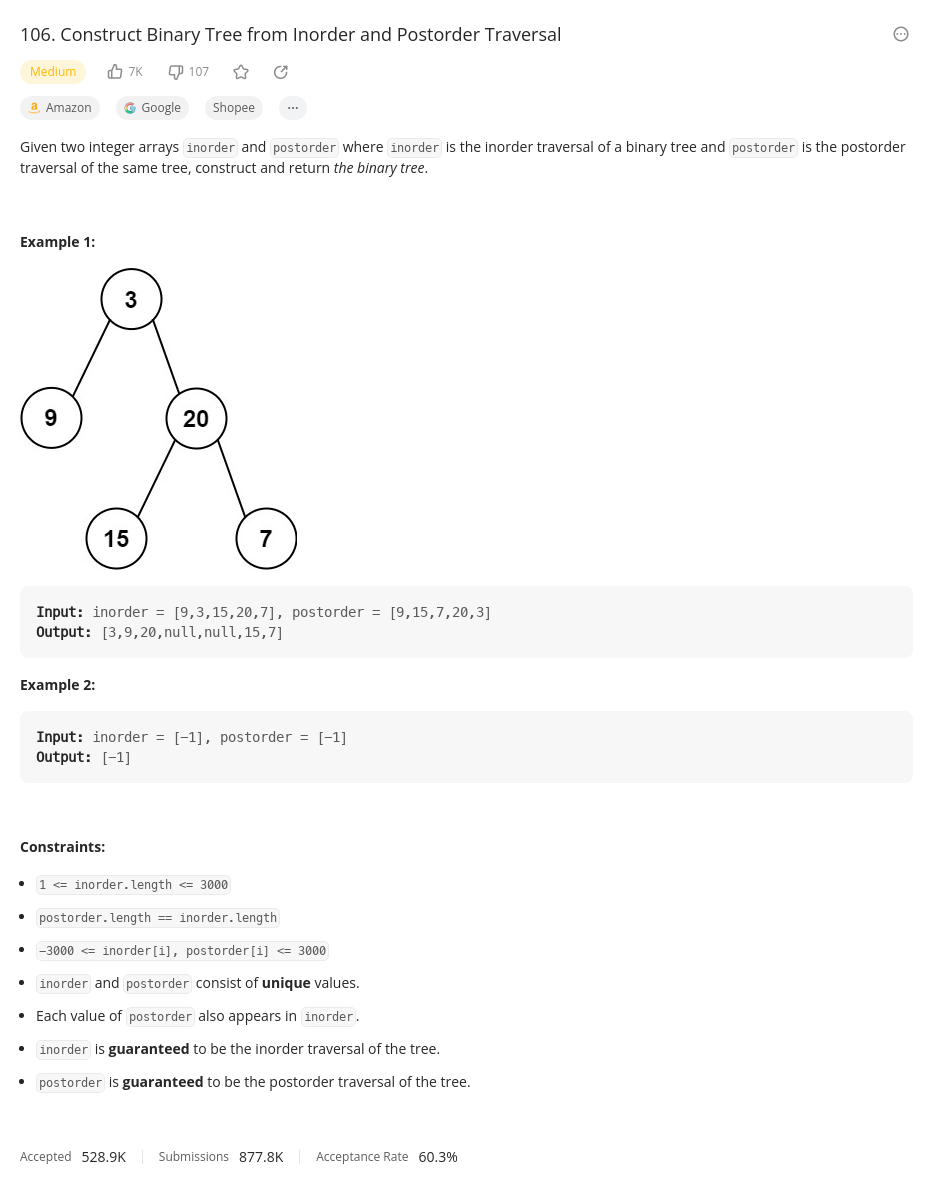 106. Construct Binary Tree from Inorder and Postorder Traversal
Medium 7K 107
Amazon Google Shopee ···
Given two integer arrays inorder and postorder where inorder is the inorder traversal of a binary tree and postorder is the postorder
traversal of the same tree, construct and return the binary tree.
Example 1:
3
9 20
15 7
Input: inorder = [9,3,15,20,7], postorder = [9,15,7,20,3]
Output: [3,9,20,null,null,15,7]
Example 2:
Input: inorder = [−1], postorder = [−1]
Output: [−1]
Constraints:
• 1 <= inorder.length <= 3000
• postorder.length == inorder.length
• −3000 <= inorder[i], postorder[i] <= 3000
• inorder and postorder consist of unique values.
• Each value of postorder also appears in inorder.
• inorder is guaranteed to be the inorder traversal of the tree.
• postorder is guaranteed to be the postorder traversal of the tree.
Accepted 528.9K Submissions 877.8K Acceptance Rate 60.3%